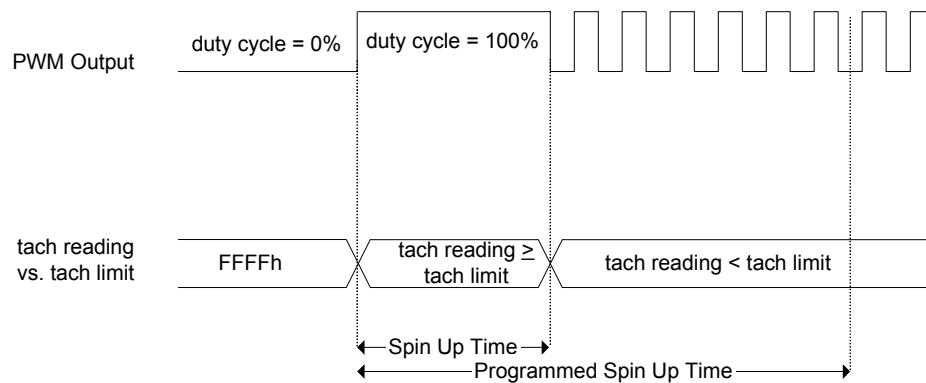 duty cycle = 0%
duty cycle = 100%
PWM Output
tach reading
vs. tach limit
FFFFh
tach reading ≥
tach limit
tach reading < tach limit
Spin Up Time
Programmed Spin Up Time